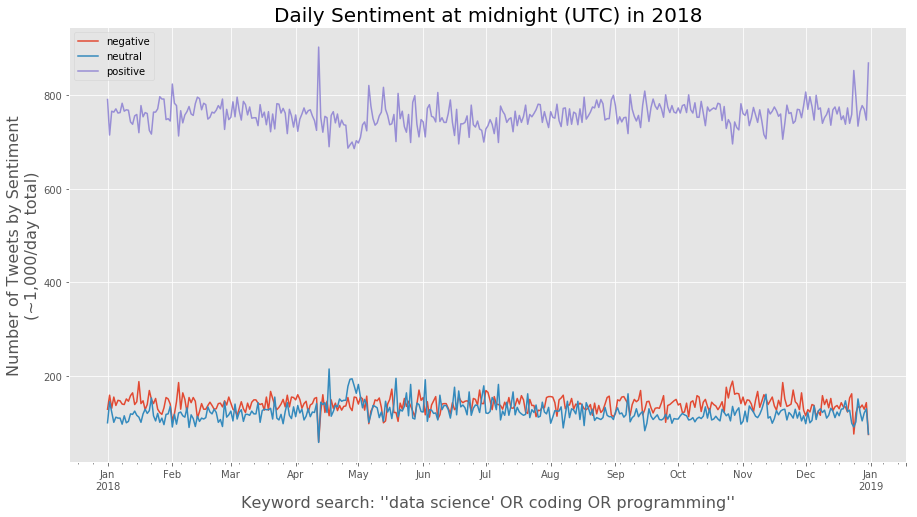 Daily Sentiment at midnight (UTC) in 2018
negative
neutral
positive
Number of Tweets by Sentiment
(~1,000/day total)
800
600
400
200
Jan Feb Mar Apr May Jun Jul Aug Sep Oct Nov Dec Jan
2018 2019
Keyword search: ''data science' OR coding OR programming''